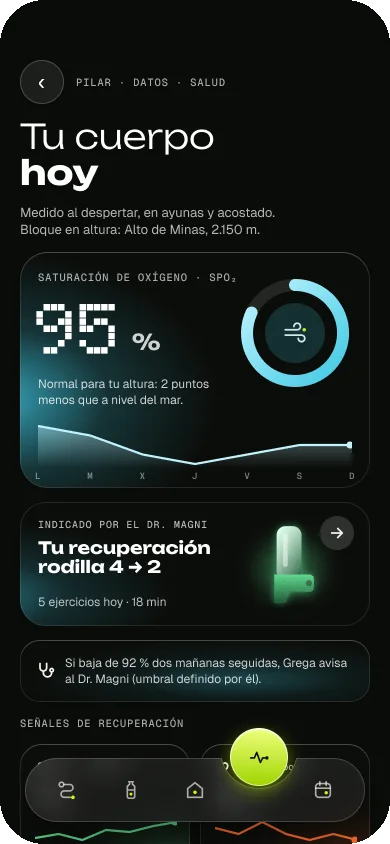 PILAR · DATOS · SALUD
Tu cuerpo
hoy
Medido al despertar, en ayunas y acostado.
Bloque en altura: Alto de Minas, 2.150 m.
SATURACIÓN DE OXÍGENO · SPO₂
95 %
Normal para tu altura: 2 puntos
menos que a nivel del mar.
L M X J V S D
INDICADO POR EL DR. MAGNI
Tu recuperación
rodilla 4 → 2
5 ejercicios hoy · 18 min
Si baja de 92 % dos mañanas seguidas, Grega avisa
al Dr. Magni (umbral definido por él).
SEÑALES DE RECUPERACIÓN